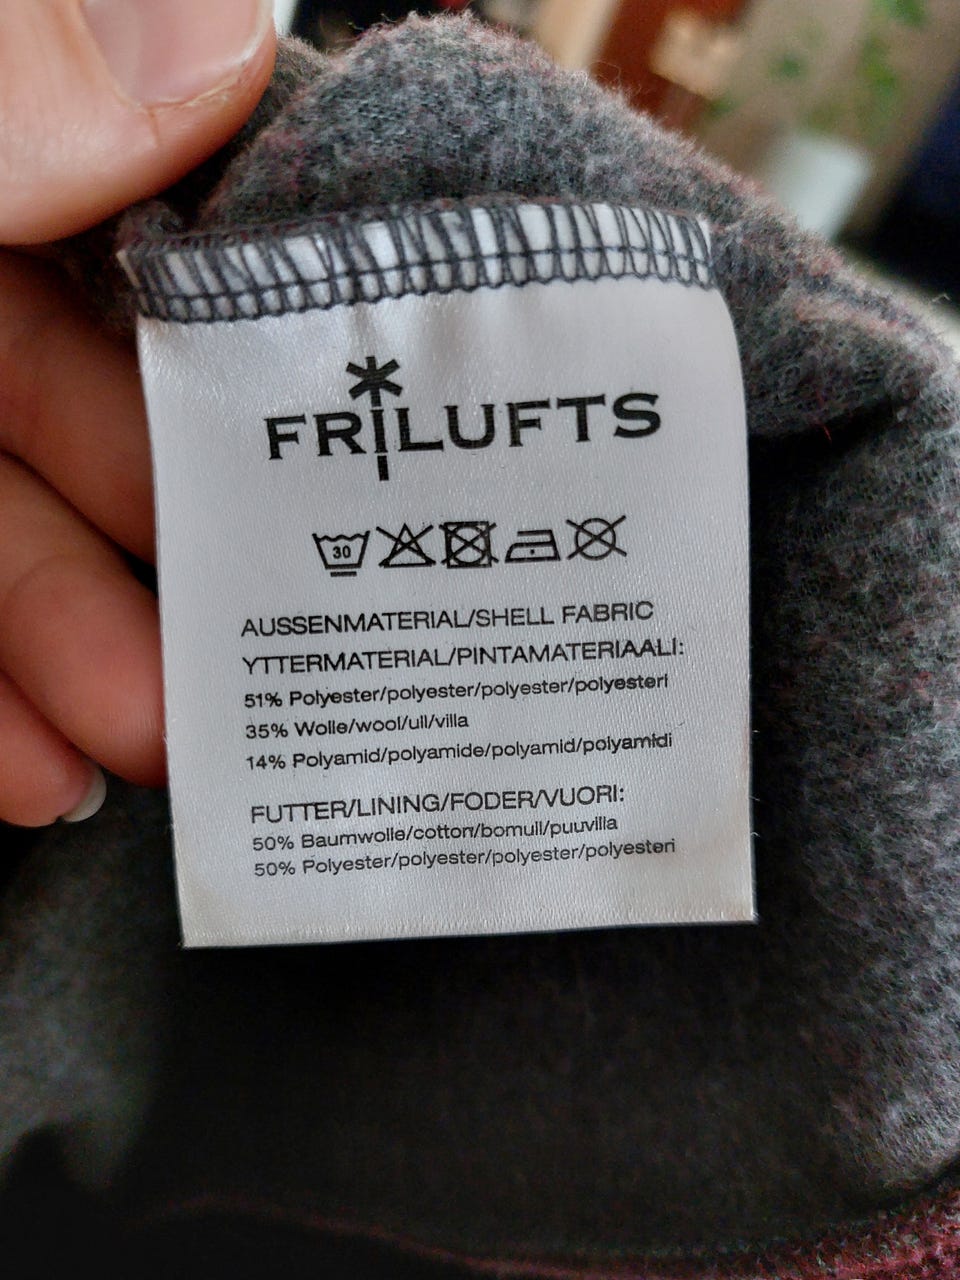 FRILUFTS
30
AUSSENMATERIAL/SHELL FABRIC
YTTERMATERIAL/PINTAMATERIAALI:
51% Polyester/polyester/polyester/polyesteri
35% Wolle/wool/ull/villa
14% Polyamid/polyamide/polyamid/polyamidi
FUTTER/LINING/FODER/VUORI:
50% Baumwolle/cotton/bomull/puuvilla
50% Polyester/polyester/polyester/polyesteri